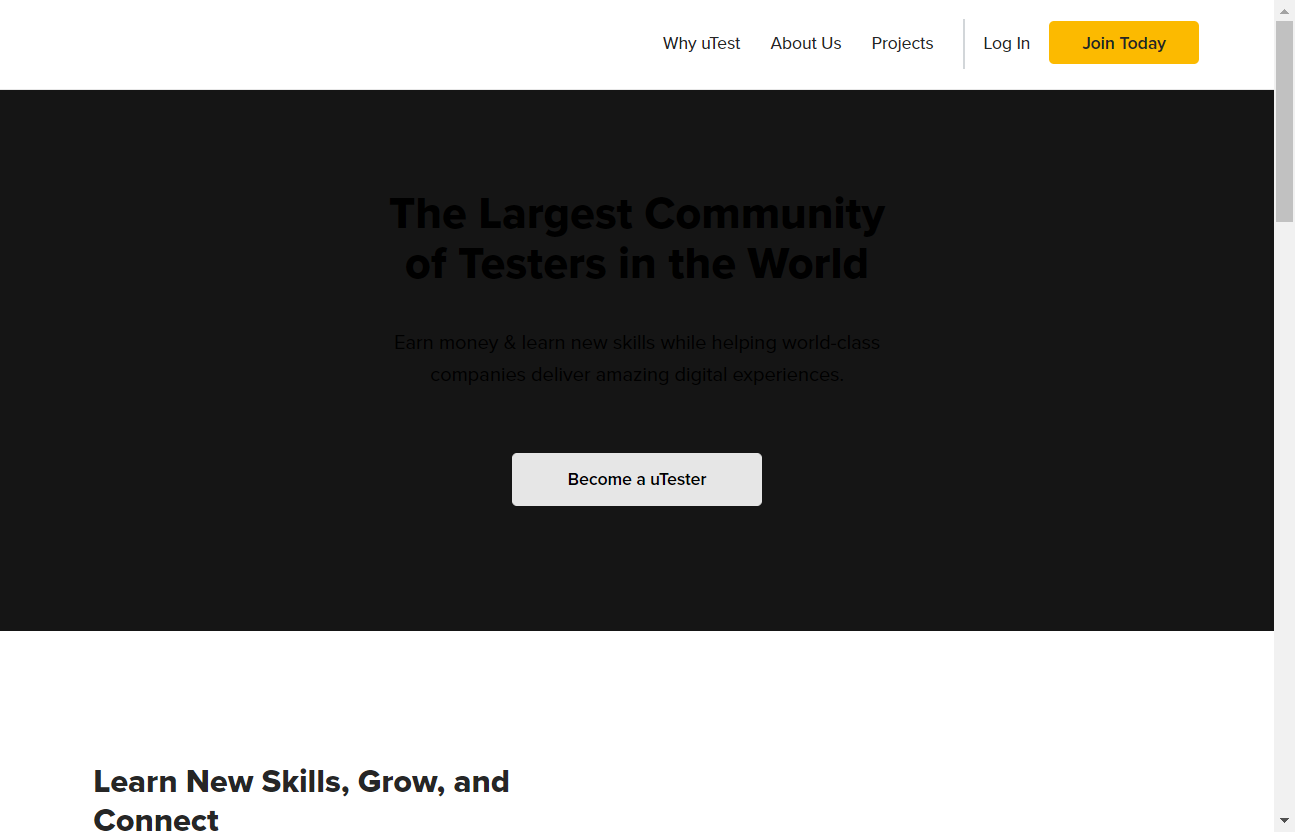 Why uTest About Us Projects Log In Join Today
The Largest Community
of Testers in the World
Earn money & learn new skills while helping world-class
companies deliver amazing digital experiences.
Become a uTester
Learn New Skills, Grow, and
Connect